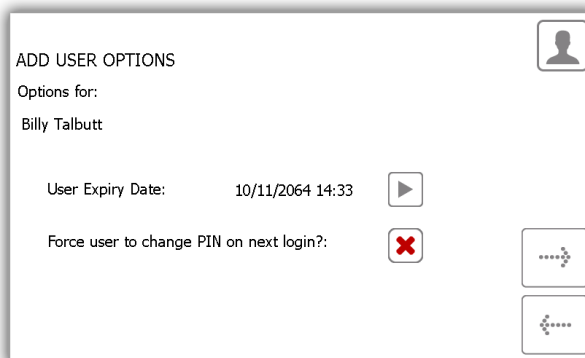 ADD USER OPTIONS
Options for:
Billy Talbutt
User Expiry Date: 10/11/2064 14:33
Force user to change PIN on next login?: